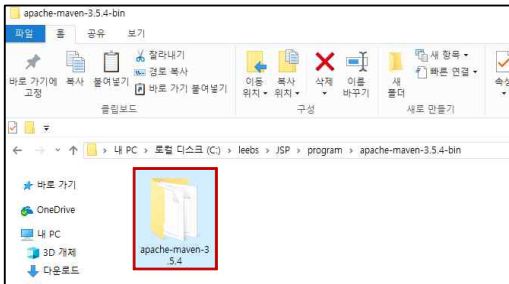 apache-maven-3.5.4-bin
파일 홈 공유 보기
바로 가기에 고정
복사
붙여넣기
잘라내기
경로 복사
바로 가기 붙여넣기
클립보드
이동 위치
복사 위치
삭제
이름 바꾸기
구성
새 폴더
새 항목
빠른 연결
새로 만들기
내 PC > 로컬 디스크 (C:) > leebs > JSP > program > apache-maven-3.5.4-bin
바로 가기
OneDrive
내 PC
3D 개체
다운로드
apache-maven-3
.5.4